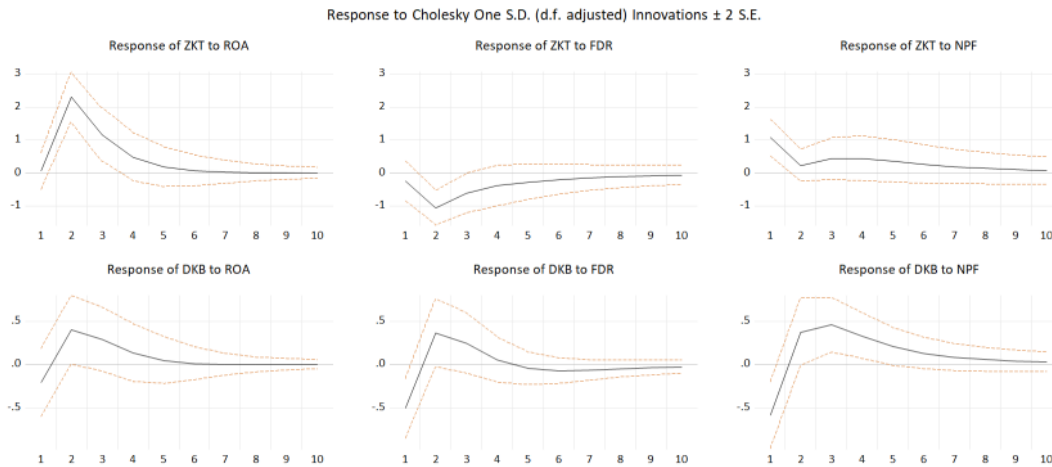 Response to Cholesky One S.D. (d.f. adjusted) Innovations ± 2 S.E.
Response of ZKT to ROA
Response of ZKT to FDR
Response of ZKT to NPF
3
2
1
0
-1
1 2 3 4 5 6 7 8 9 10
3
2
1
0
-1
1 2 3 4 5 6 7 8 9 10
3
2
1
0
-1
1 2 3 4 5 6 7 8 9 10
Response of DKB to ROA
Response of DKB to FDR
Response of DKB to NPF
.5
.0
-.5
1 2 3 4 5 6 7 8 9 10
.5
.0
-.5
1 2 3 4 5 6 7 8 9 10
.5
.0
-.5
1 2 3 4 5 6 7 8 9 10